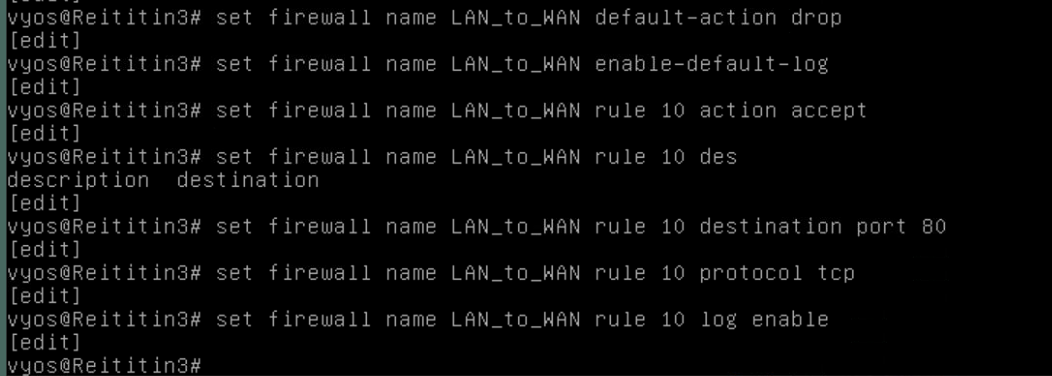 vyos@Reititin3# set firewall name LAN_to_WAN default-action drop
[edit]
vyos@Reititin3# set firewall name LAN_to_WAN enable-default-log
[edit]
vyos@Reititin3# set firewall name LAN_to_WAN rule 10 action accept
[edit]
vyos@Reititin3# set firewall name LAN_to_WAN rule 10 des
description  destination
[edit]
vyos@Reititin3# set firewall name LAN_to_WAN rule 10 destination port 80
[edit]
vyos@Reititin3# set firewall name LAN_to_WAN rule 10 protocol tcp
[edit]
vyos@Reititin3# set firewall name LAN_to_WAN rule 10 log enable
[edit]
vyos@Reititin3#